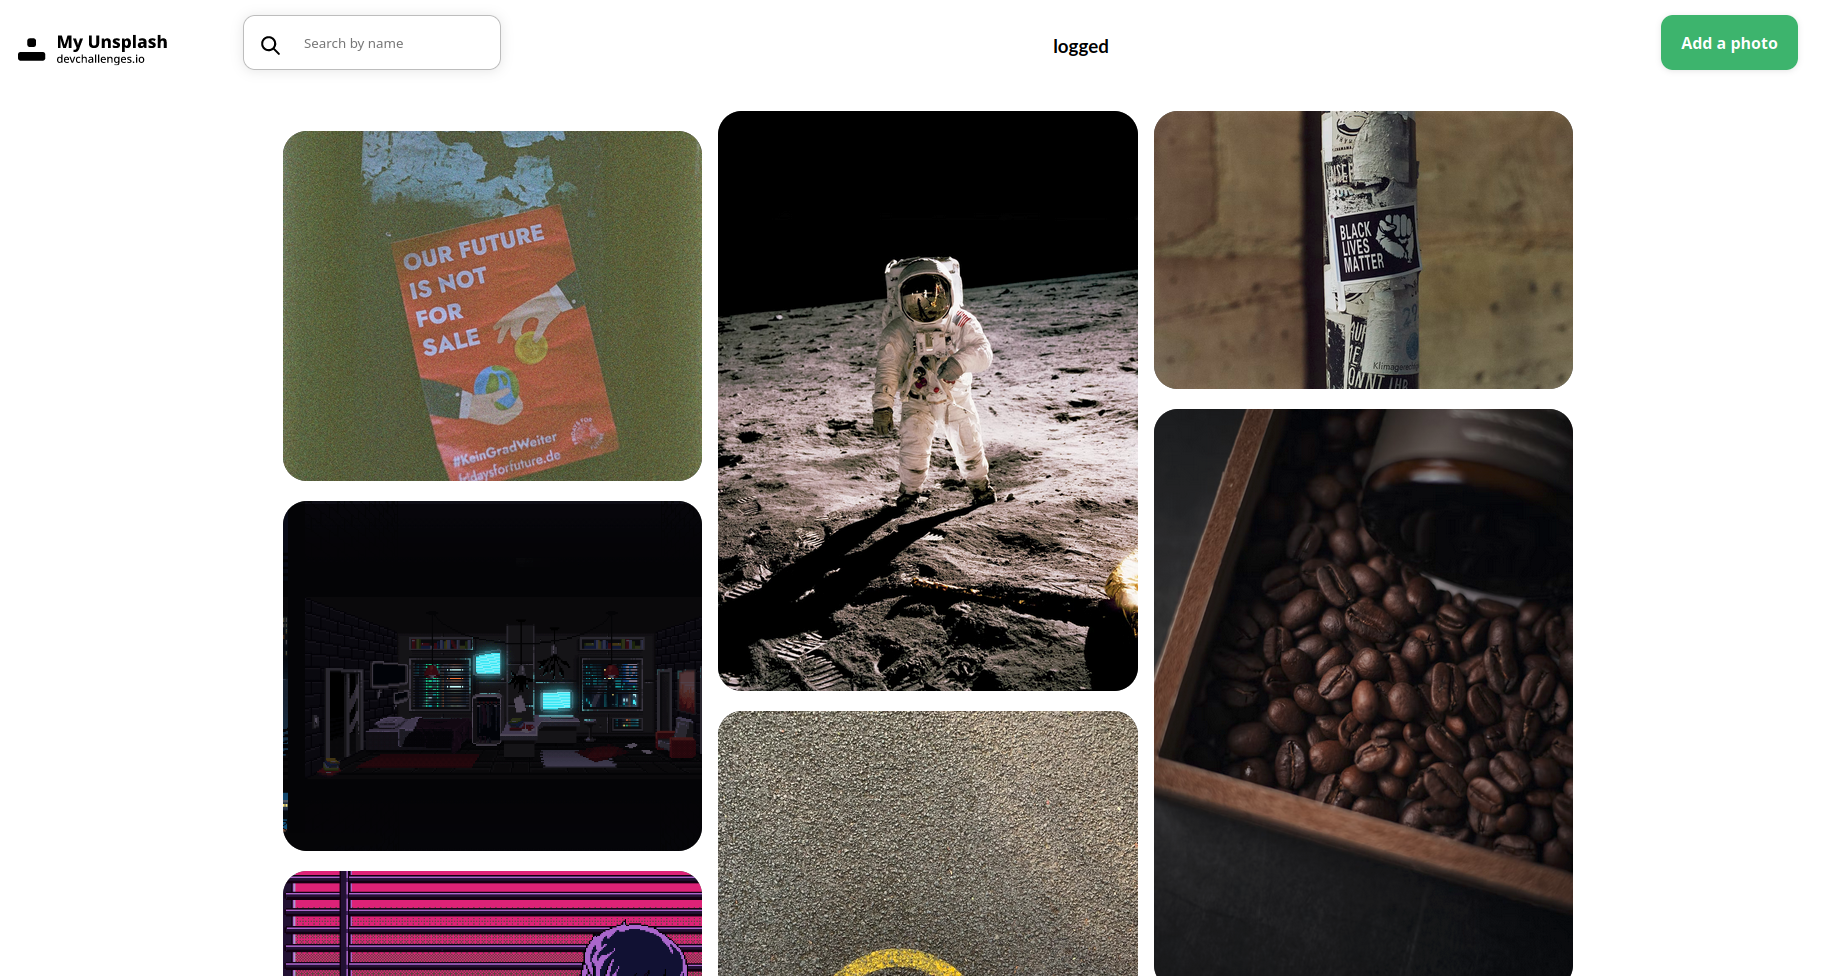 My Unsplash
devchallenges.io
Search by name
logged
Add a photo
OUR FUTURE
IS NOT
FOR
SALE
#KeinGradWeiter
fridaysforfuture.de
BLACK
LIVES
MATTER
29